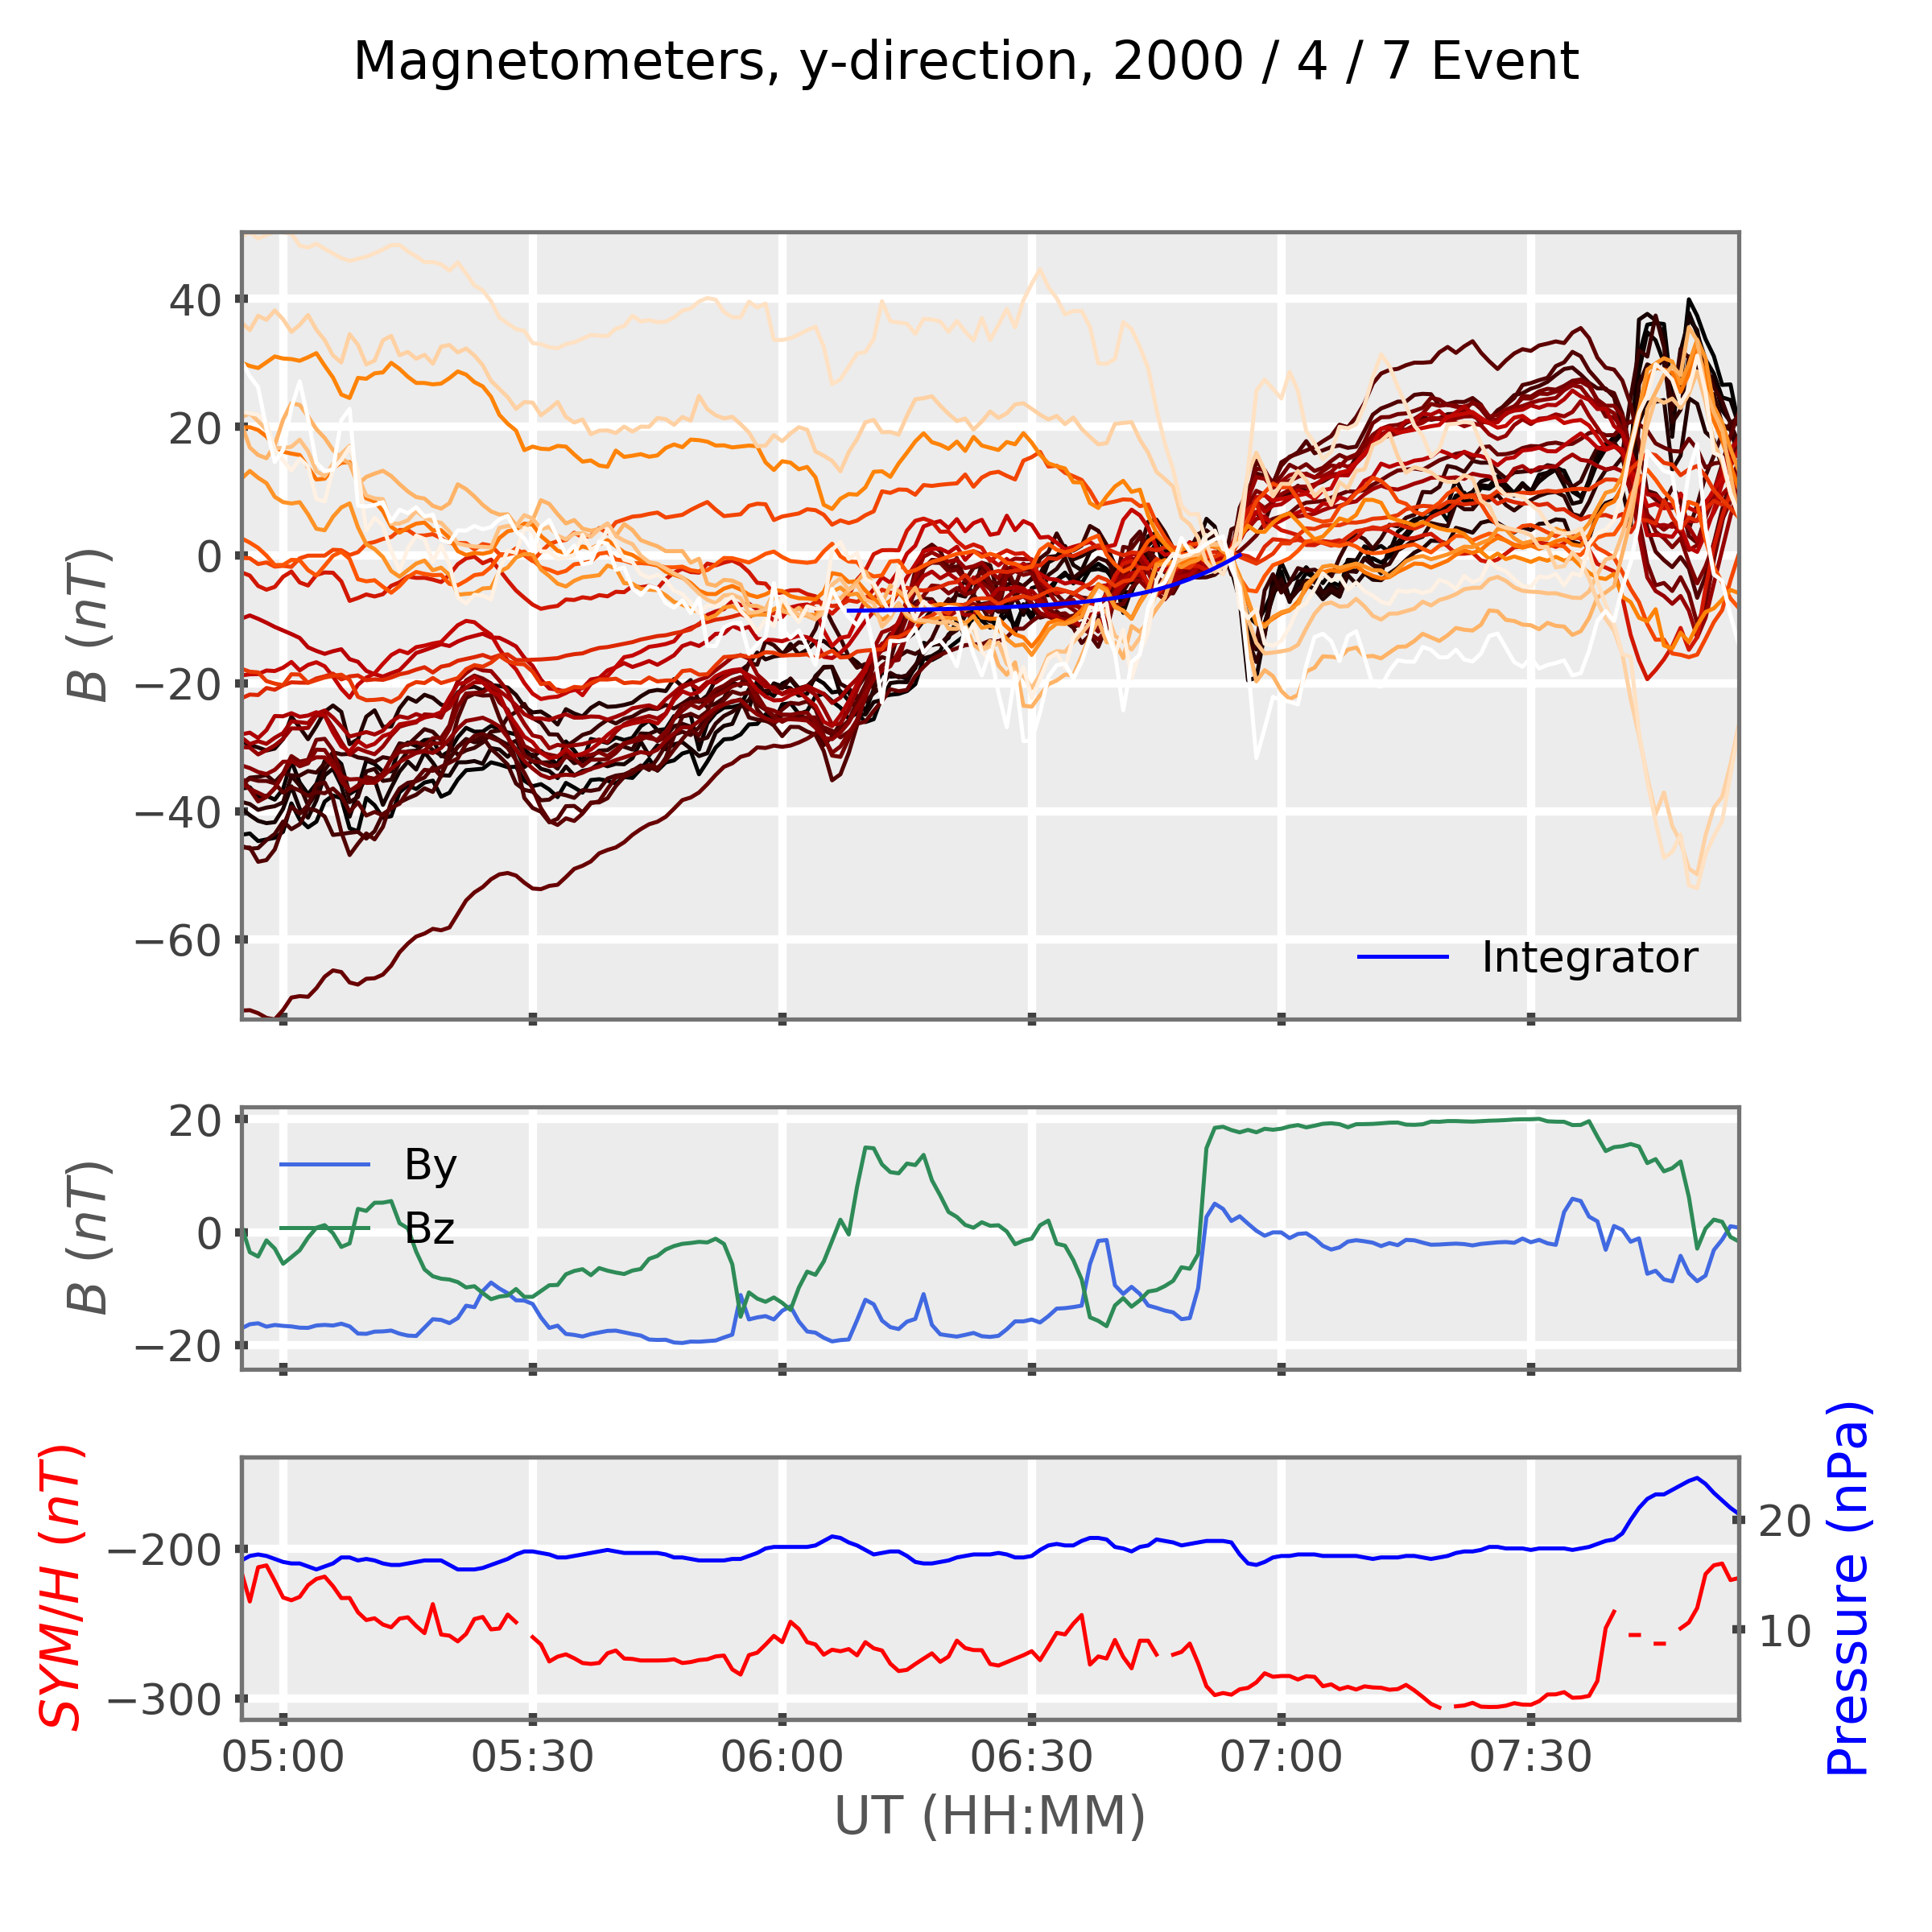 Magnetometers, y-direction, 2000 / 4 / 7 Event
B (nT)
40
20
0
−20
−40
−60
Integrator
B (nT)
20
0
−20
By
Bz
SYM/H (nT)
−200
−300
20
10
Pressure (nPa)
05:00 05:30 06:00 06:30 07:00 07:30
UT (HH:MM)